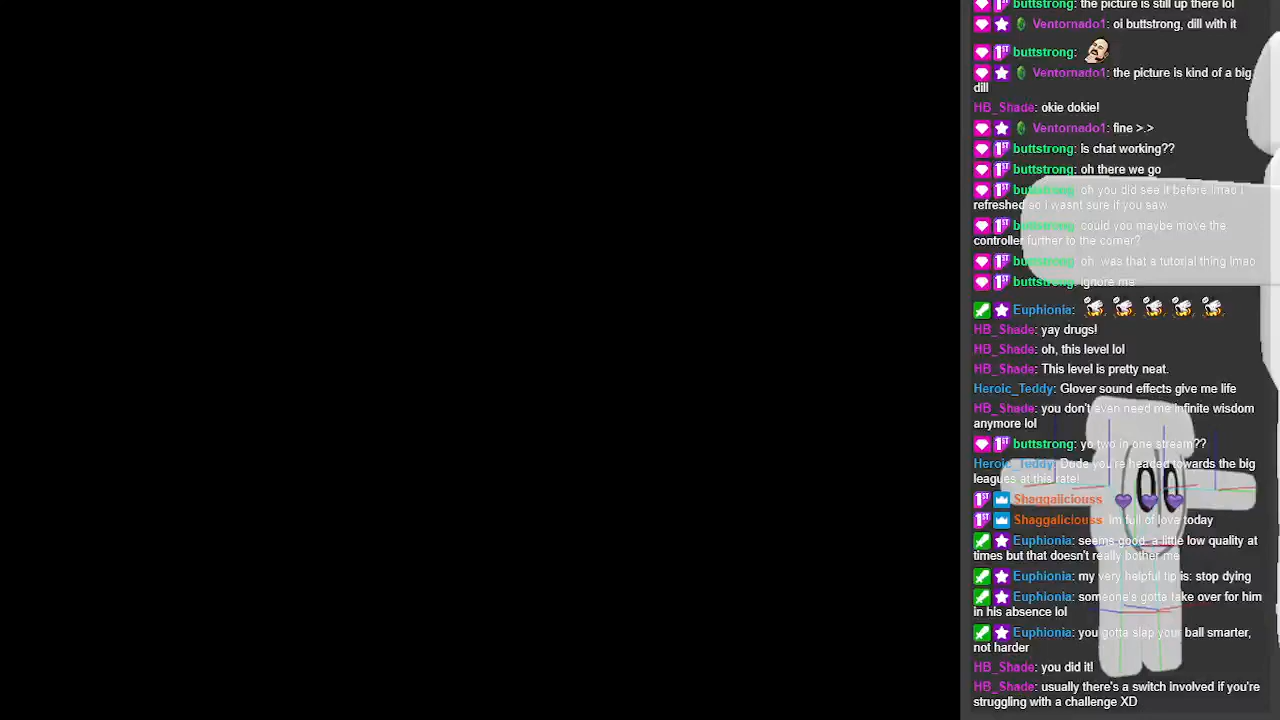 buttstrong: the picture is still up there lol
Ventornado1: oi buttstrong, dill with it
buttstrong:
Ventornado1: the picture is kind of a big
dill
HB_Shade: okie dokie!
Ventornado1: fine >.>
buttstrong: is chat working??
buttstrong: oh there we go
buttstrong: oh you did see it before lmao i
refreshed so I wasnt sure if you saw
buttstrong: could you maybe move the
controller further to the corner?
buttstrong: oh, was that a tutorial thing lmao
buttstrong: ignore me
Euphionia:
HB_Shade: yay drugs!
HB_Shade: oh, this level lol
HB_Shade: This level is pretty neat.
Heroic_Teddy: Glover sound effects give me life
HB_Shade: you don't even need me infinite wisdom
anymore lol
buttstrong: yo two in one stream??
Heroic_Teddy: Dude you're headed towards the big
leagues at this rate!
Shaggaliciouss
Shaggaliciouss Im full of love today
Euphionia: seems good, a little low quality at
times but that doesn't really bother me
Euphionia: my very helpful tip is: stop dying
Euphionia: someone's gotta take over for him
in his absence lol
Euphionia: you gotta slap your ball smarter,
not harder
HB_Shade: you did it!
HB_Shade: usually there's a switch involved if you're
struggling with a challenge XD